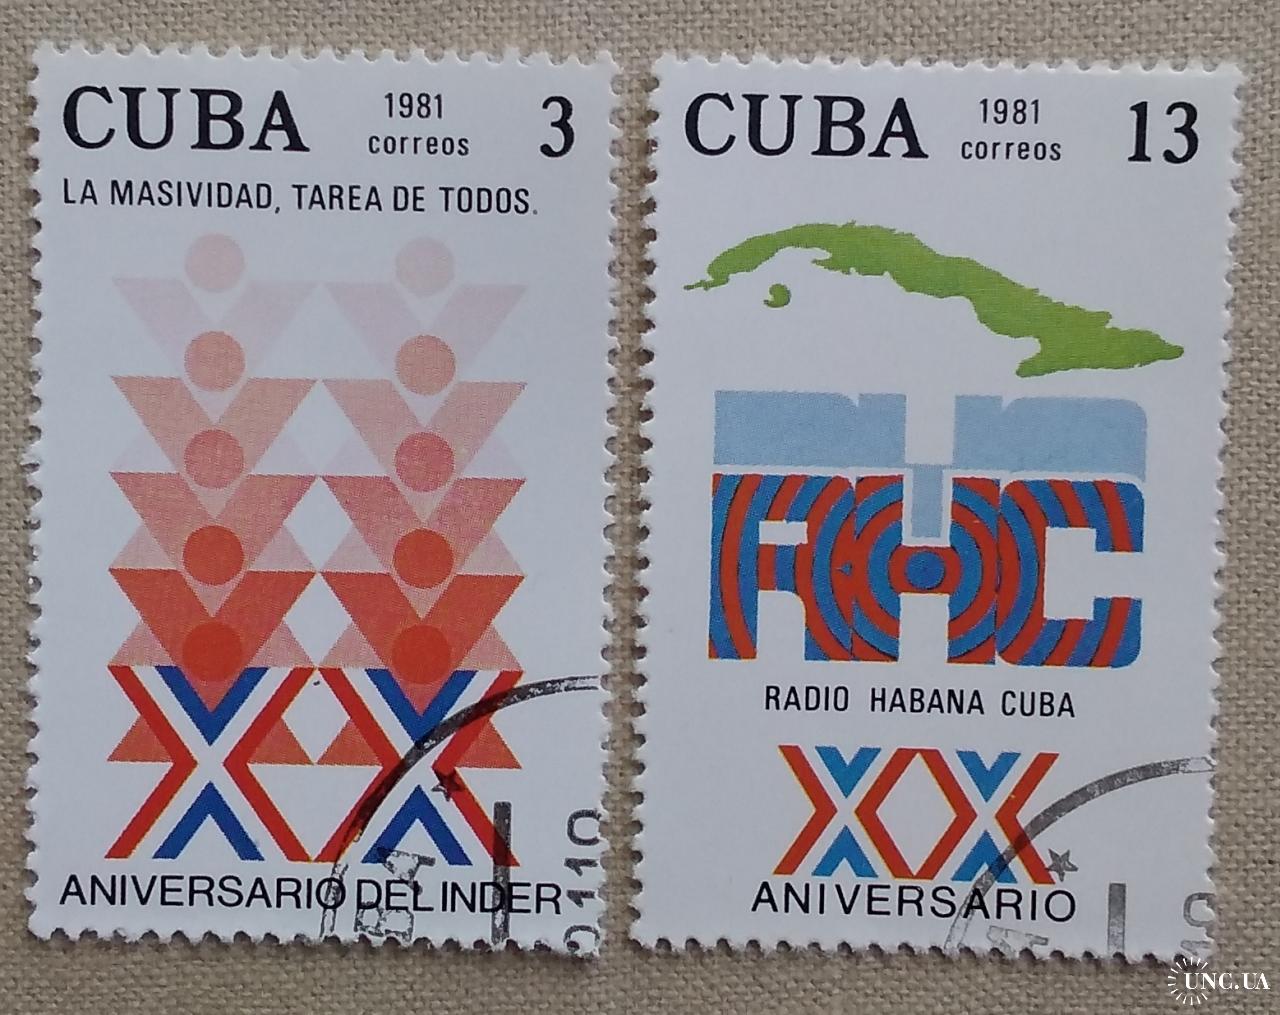 CUBA 1981 correos 3
LA MASIVIDAD, TAREA DE TODOS.
XX
ANIVERSARIO DEL INDER
CUBA 1981 correos 13
RHC
RADIO HABANA CUBA
XX
ANIVERSARIO
UNC.UA